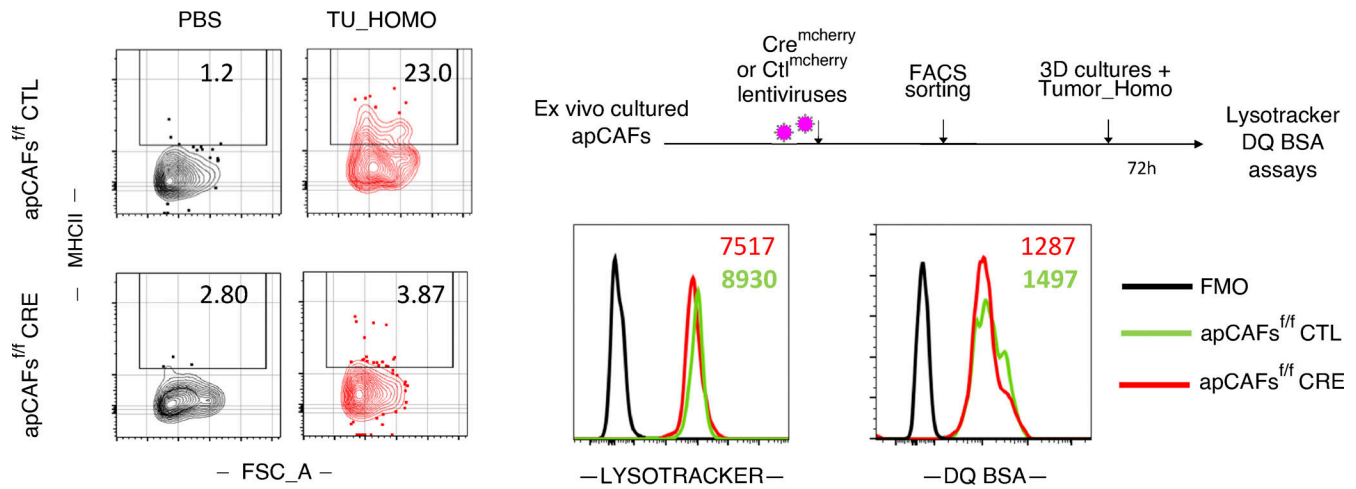 PBS
TU_HOMO
apCAFs^f/f CTL
1.2
23.0
MHCII
apCAFs^f/f CRE
2.80
3.87
– FSC_A –
Ex vivo cultured
apCAFs
Cre^mcherry
or Ctl^mcherry
lentiviruses
FACS
sorting
3D cultures +
Tumor_Homo
72h
Lysotracker
DQ BSA
assays
7517
8930
—LYSOTRACKER—
1287
1497
—DQ BSA—
FMO
apCAFs^f/f CTL
apCAFs^f/f CRE